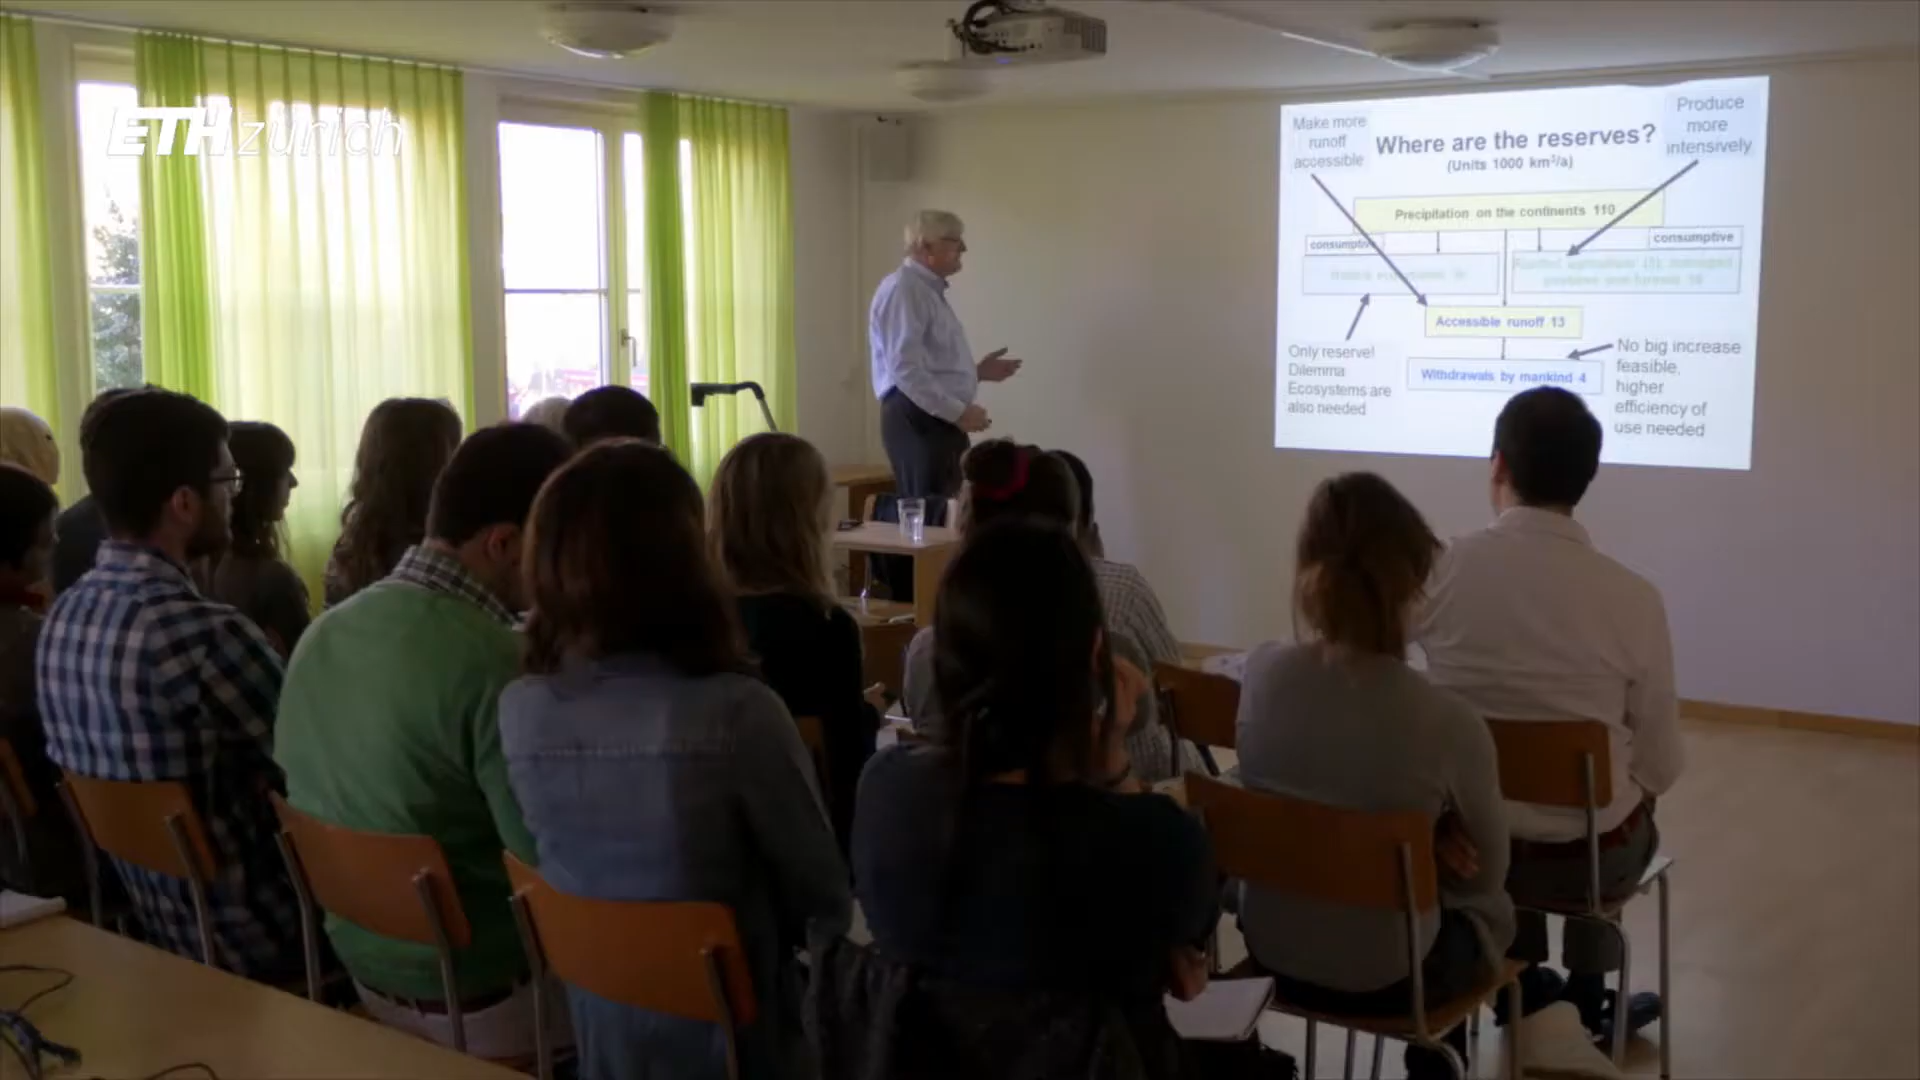 ETH zürich
Make more
runoff
accessible
Where are the reserves?
(Units 1000 km³/a)
Produce
more
intensively
Precipitation on the continents 110
consumptive
consumptive
Accessible runoff 13
Withdrawals by mankind 4
Only reserve!
Dilemma
Ecosystems are
also needed
No big increase
feasible,
higher
efficiency of
use needed